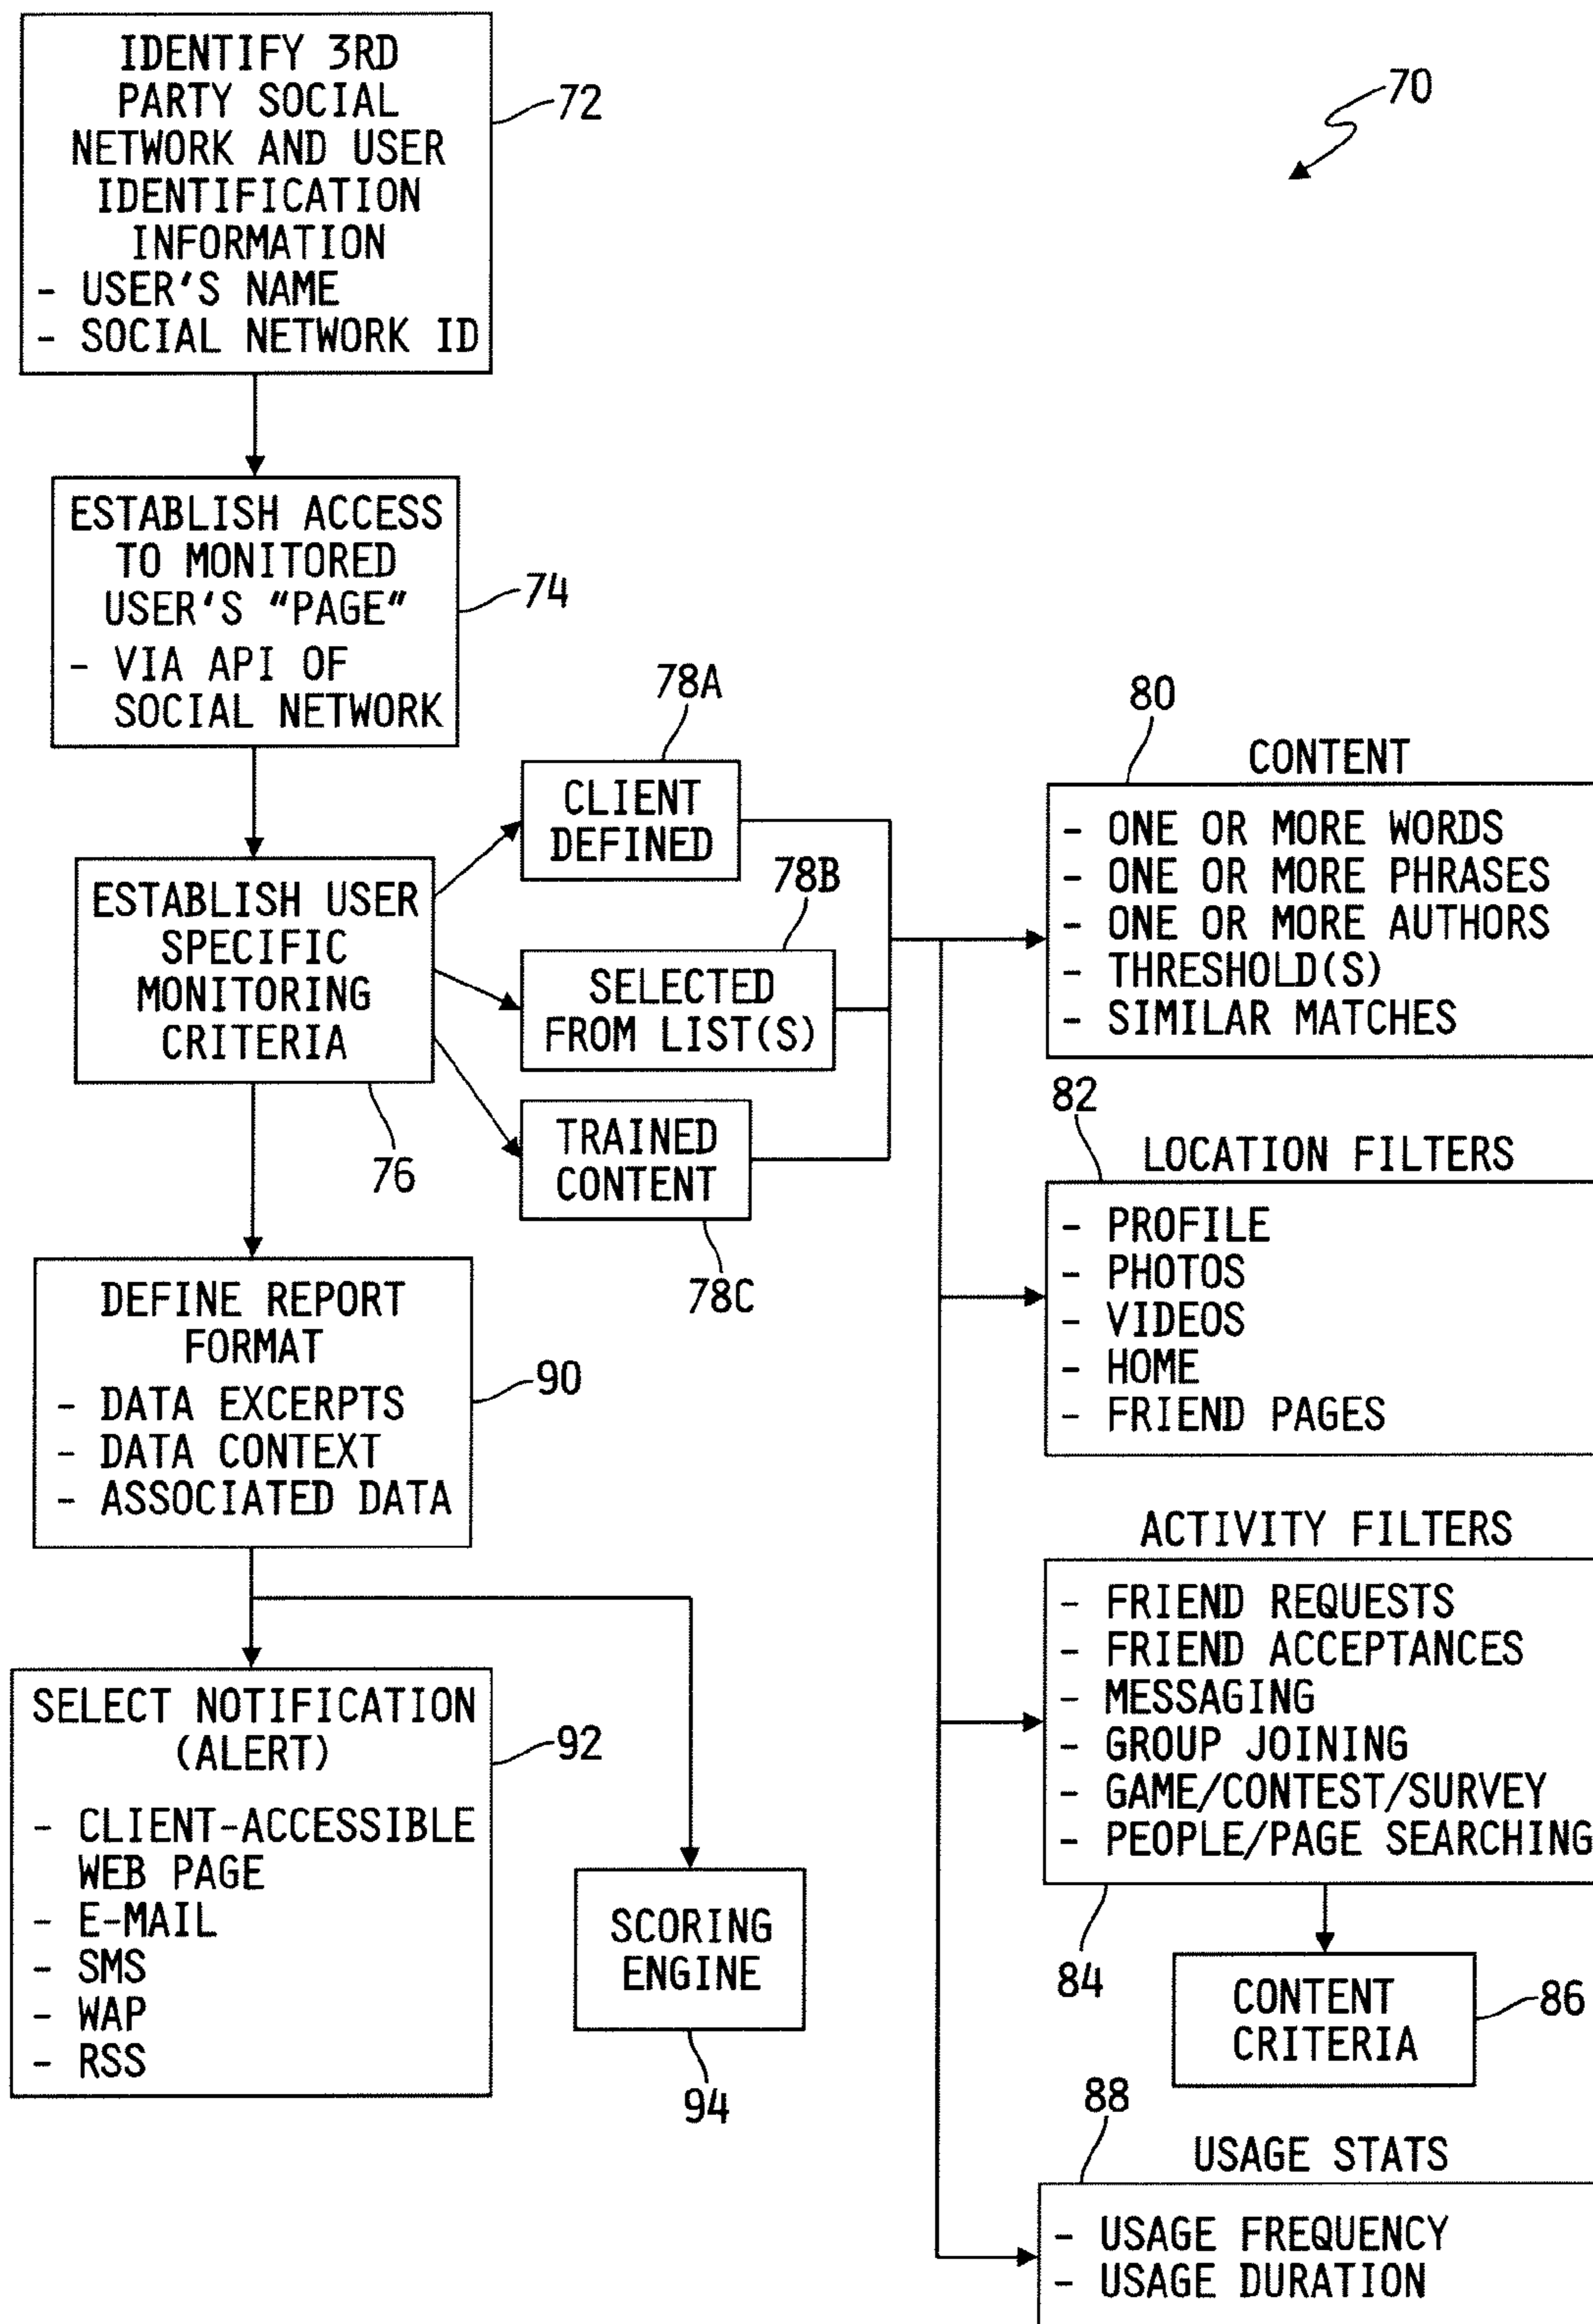 IDENTIFY 3RD
PARTY SOCIAL
NETWORK AND USER
IDENTIFICATION
INFORMATION
- USER'S NAME
- SOCIAL NETWORK ID
72
70
ESTABLISH ACCESS
TO MONITORED
USER'S "PAGE"
- VIA API OF
SOCIAL NETWORK
74
ESTABLISH USER
SPECIFIC
MONITORING
CRITERIA
76
78A
CLIENT
DEFINED
78B
SELECTED
FROM LIST(S)
TRAINED
CONTENT
78C
80
CONTENT
- ONE OR MORE WORDS
- ONE OR MORE PHRASES
- ONE OR MORE AUTHORS
- THRESHOLD(S)
- SIMILAR MATCHES
82
LOCATION FILTERS
- PROFILE
- PHOTOS
- VIDEOS
- HOME
- FRIEND PAGES
ACTIVITY FILTERS
- FRIEND REQUESTS
- FRIEND ACCEPTANCES
- MESSAGING
- GROUP JOINING
- GAME/CONTEST/SURVEY
- PEOPLE/PAGE SEARCHING
84
CONTENT
CRITERIA
86
88
USAGE STATS
- USAGE FREQUENCY
- USAGE DURATION
DEFINE REPORT
FORMAT
- DATA EXCERPTS
- DATA CONTEXT
- ASSOCIATED DATA
90
SELECT NOTIFICATION
(ALERT)
- CLIENT-ACCESSIBLE
WEB PAGE
- E-MAIL
- SMS
- WAP
- RSS
92
SCORING
ENGINE
94